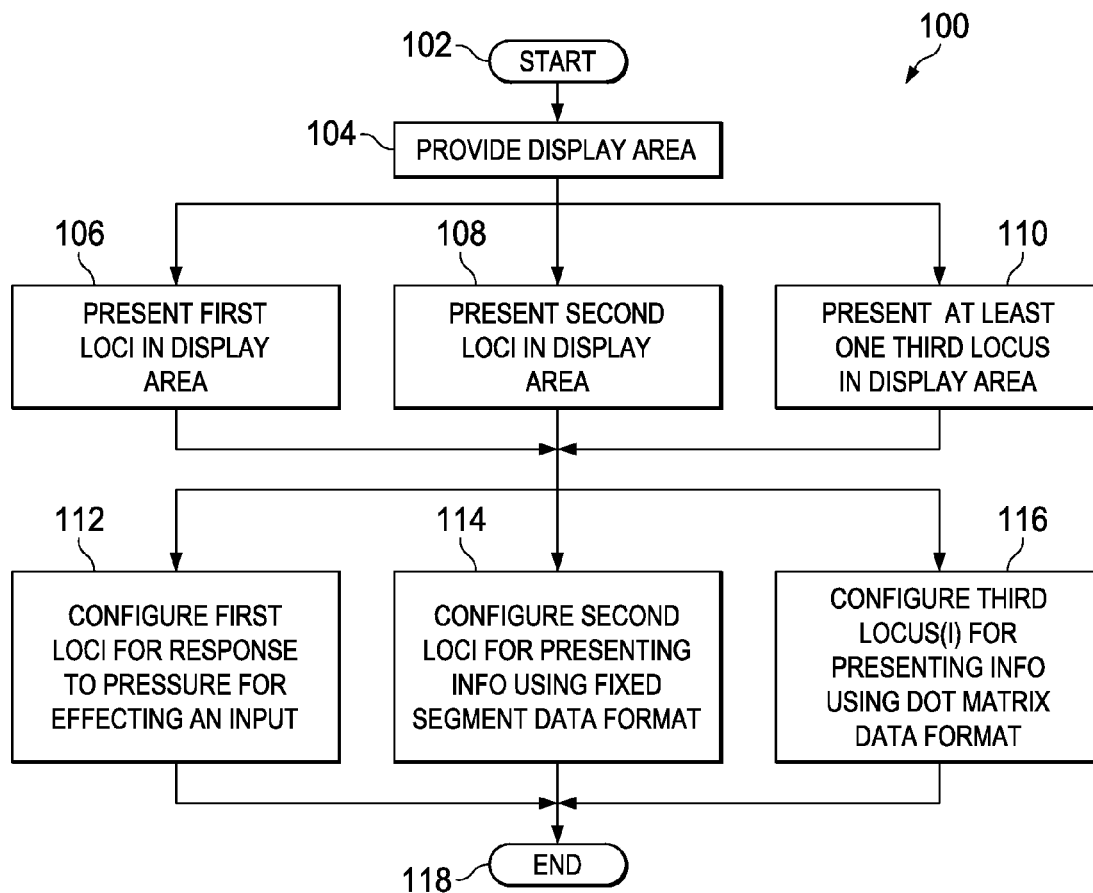 100
102
START
104
PROVIDE DISPLAY AREA
106
108
110
PRESENT FIRST
LOCI IN DISPLAY
AREA
PRESENT SECOND
LOCI IN DISPLAY
AREA
PRESENT AT LEAST
ONE THIRD LOCUS
IN DISPLAY AREA
112
114
116
CONFIGURE FIRST
LOCI FOR RESPONSE
TO PRESSURE FOR
EFFECTING AN INPUT
CONFIGURE SECOND
LOCI FOR PRESENTING
INFO USING FIXED
SEGMENT DATA FORMAT
CONFIGURE THIRD
LOCUS(I) FOR
PRESENTING INFO
USING DOT MATRIX
DATA FORMAT
END
118